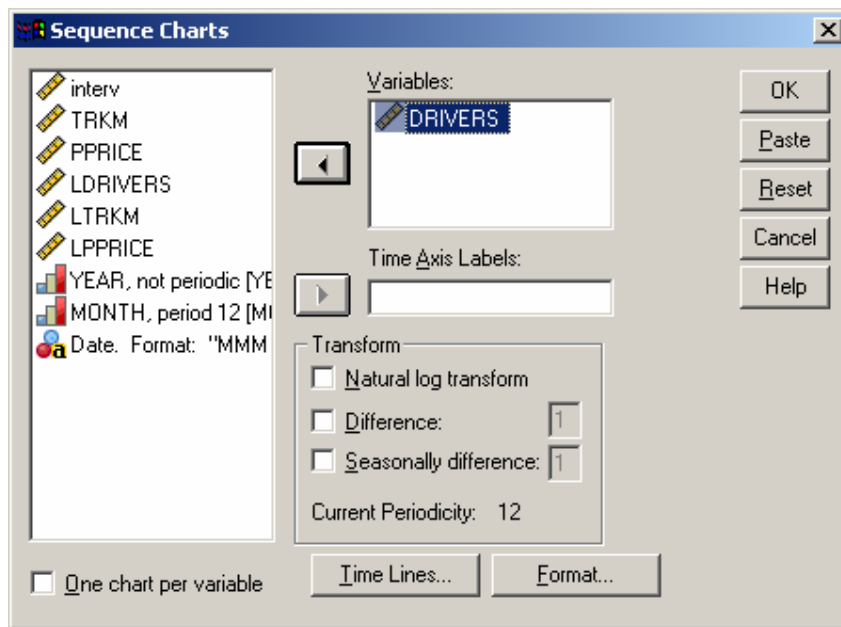 Sequence Charts
interv
TRKM
PPRICE
LDRIVERS
LTRKM
LPPRICE
YEAR, not periodic [YE
MONTH, period 12 [M
Date. Format: "MMM
One chart per variable
Variables:
DRIVERS
Time Axis Labels:
Transform
Natural log transform
Difference: 1
Seasonally difference: 1
Current Periodicity: 12
Time Lines...
Format...
OK
Paste
Reset
Cancel
Help